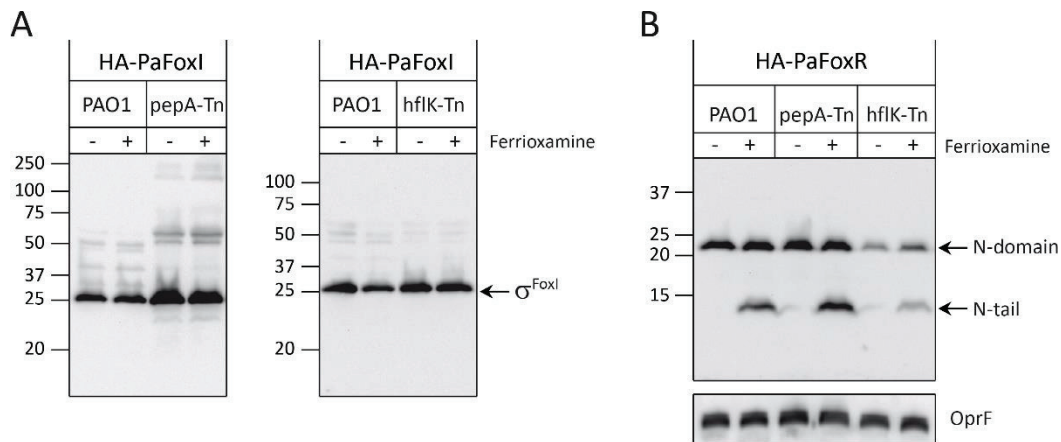 A
HA-PaFoxI
PAO1 pepA-Tn
- + - +
250
100
75
50
37
25
20
HA-PaFoxI
PAO1 hflK-Tn
- + - + Ferrioxamine
100
75
50
37
25
20
σFoxI
B
HA-PaFoxR
PAO1 pepA-Tn hflK-Tn
- + - + - + Ferrioxamine
37
25
20
15
N-domain
N-tail
OprF